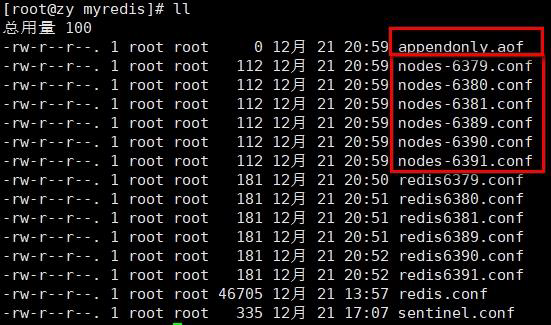 [root@zy myredis]# ll
总用量 100
-rw-r--r--. 1 root root     0 12月 21 20:59 appendonly.aof
-rw-r--r--. 1 root root   112 12月 21 20:59 nodes-6379.conf
-rw-r--r--. 1 root root   112 12月 21 20:59 nodes-6380.conf
-rw-r--r--. 1 root root   112 12月 21 20:59 nodes-6381.conf
-rw-r--r--. 1 root root   112 12月 21 20:59 nodes-6389.conf
-rw-r--r--. 1 root root   112 12月 21 20:59 nodes-6390.conf
-rw-r--r--. 1 root root   112 12月 21 20:59 nodes-6391.conf
-rw-r--r--. 1 root root   181 12月 21 20:50 redis6379.conf
-rw-r--r--. 1 root root   181 12月 21 20:51 redis6380.conf
-rw-r--r--. 1 root root   181 12月 21 20:51 redis6381.conf
-rw-r--r--. 1 root root   181 12月 21 20:51 redis6389.conf
-rw-r--r--. 1 root root   181 12月 21 20:52 redis6390.conf
-rw-r--r--. 1 root root   181 12月 21 20:52 redis6391.conf
-rw-r--r--. 1 root root 46705 12月 21 13:57 redis.conf
-rw-r--r--. 1 root root   335 12月 21 17:07 sentinel.conf